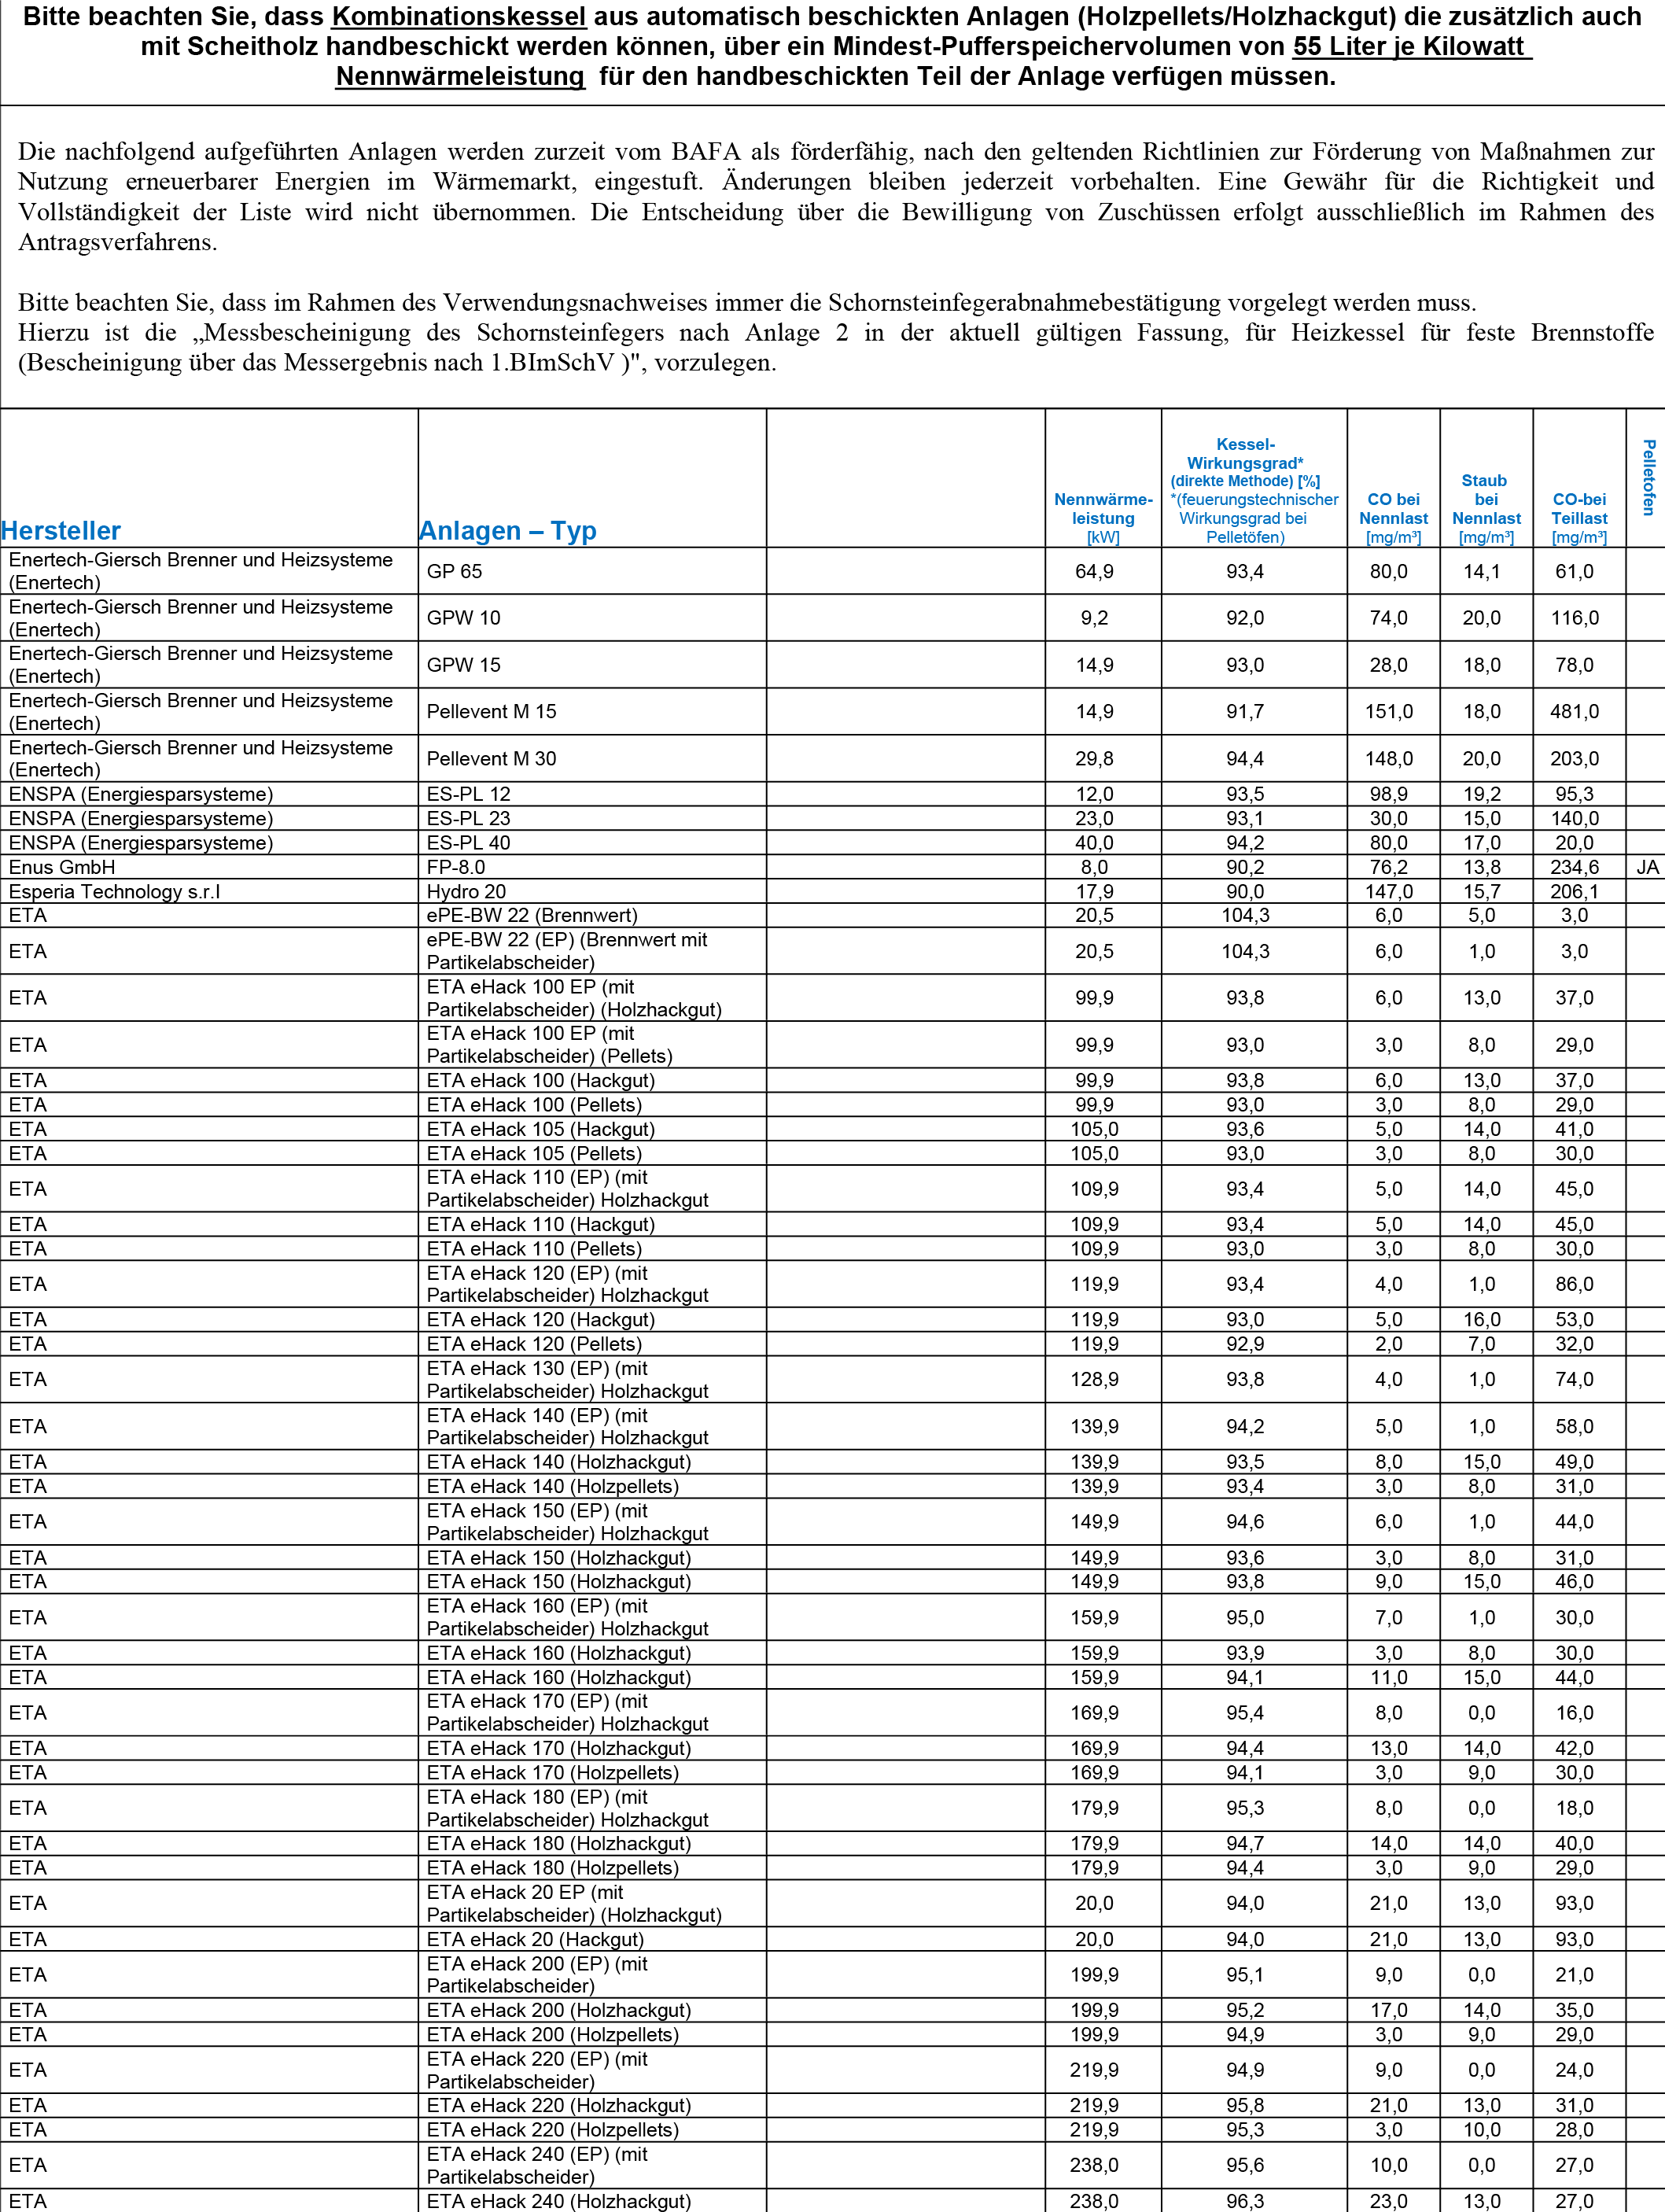 Bitte beachten Sie, dass Kombinationskessel aus automatisch beschickten Anlagen (Holzpellets/Holzhackgut) die zusätzlich auch
mit Scheitholz handbeschickt werden können, über ein Mindest-Pufferspeichervolumen von 55 Liter je Kilowatt
Nennwärmeleistung für den handbeschickten Teil der Anlage verfügen müssen.
Die nachfolgend aufgeführten Anlagen werden zurzeit vom BAFA als förderfähig, nach den geltenden Richtlinien zur Förderung von Maßnahmen zur
Nutzung erneuerbarer Energien im Wärmemarkt, eingestuft. Änderungen bleiben jederzeit vorbehalten. Eine Gewähr für die Richtigkeit und
Vollständigkeit der Liste wird nicht übernommen. Die Entscheidung über die Bewilligung von Zuschüssen erfolgt ausschließlich im Rahmen des
Antragsverfahrens.
Bitte beachten Sie, dass im Rahmen des Verwendungsnachweises immer die Schornsteinfegerabnahmebestätigung vorgelegt werden muss.
Hierzu ist die „Messbescheinigung des Schornsteinfegers nach Anlage 2 in der aktuell gültigen Fassung, für Heizkessel für feste Brennstoffe
(Bescheinigung über das Messergebnis nach 1.BImSchV )", vorzulegen.
Hersteller
Anlagen – Typ
Nennwärme-
leistung
[kW]
Kessel-
Wirkungsgrad*
(direkte Methode) [%]
*(feuerungstechnischer
Wirkungsgrad bei
Pelletöfen)
CO bei
Nennlast
[mg/m³]
Staub
bei
Nennlast
[mg/m³]
CO-bei
Teillast
[mg/m³]
Pelletofen
Enertech-Giersch Brenner und Heizsysteme
(Enertech)
GP 65 64,9 93,4 80,0 14,1 61,0
Enertech-Giersch Brenner und Heizsysteme
(Enertech)
GPW 10 9,2 92,0 74,0 20,0 116,0
Enertech-Giersch Brenner und Heizsysteme
(Enertech)
GPW 15 14,9 93,0 28,0 18,0 78,0
Enertech-Giersch Brenner und Heizsysteme
(Enertech)
Pellevent M 15 14,9 91,7 151,0 18,0 481,0
Enertech-Giersch Brenner und Heizsysteme
(Enertech)
Pellevent M 30 29,8 94,4 148,0 20,0 203,0
ENSPA (Energiesparsysteme) ES-PL 12 12,0 93,5 98,9 19,2 95,3
ENSPA (Energiesparsysteme) ES-PL 23 23,0 93,1 30,0 15,0 140,0
ENSPA (Energiesparsysteme) ES-PL 40 40,0 94,2 80,0 17,0 20,0
Enus GmbH FP-8.0 8,0 90,2 76,2 13,8 234,6 JA
Esperia Technology s.r.l Hydro 20 17,9 90,0 147,0 15,7 206,1
ETA ePE-BW 22 (Brennwert) 20,5 104,3 6,0 5,0 3,0
ETA ePE-BW 22 (EP) (Brennwert mit
Partikelabscheider) 20,5 104,3 6,0 1,0 3,0
ETA ETA eHack 100 EP (mit
Partikelabscheider) (Holzhackgut) 99,9 93,8 6,0 13,0 37,0
ETA ETA eHack 100 EP (mit
Partikelabscheider) (Pellets) 99,9 93,0 3,0 8,0 29,0
ETA ETA eHack 100 (Hackgut) 99,9 93,8 6,0 13,0 37,0
ETA ETA eHack 100 (Pellets) 99,9 93,0 3,0 8,0 29,0
ETA ETA eHack 105 (Hackgut) 105,0 93,6 5,0 14,0 41,0
ETA ETA eHack 105 (Pellets) 105,0 93,0 3,0 8,0 30,0
ETA ETA eHack 110 (EP) (mit
Partikelabscheider) Holzhackgut 109,9 93,4 5,0 14,0 45,0
ETA ETA eHack 110 (Hackgut) 109,9 93,4 5,0 14,0 45,0
ETA ETA eHack 110 (Pellets) 109,9 93,0 3,0 8,0 30,0
ETA ETA eHack 120 (EP) (mit
Partikelabscheider) Holzhackgut 119,9 93,4 4,0 1,0 86,0
ETA ETA eHack 120 (Hackgut) 119,9 93,0 5,0 16,0 53,0
ETA ETA eHack 120 (Pellets) 119,9 92,9 2,0 7,0 32,0
ETA ETA eHack 130 (EP) (mit
Partikelabscheider) Holzhackgut 128,9 93,8 4,0 1,0 74,0
ETA ETA eHack 140 (EP) (mit
Partikelabscheider) Holzhackgut 139,9 94,2 5,0 1,0 58,0
ETA ETA eHack 140 (Holzhackgut) 139,9 93,5 8,0 15,0 49,0
ETA ETA eHack 140 (Holzpellets) 139,9 93,4 3,0 8,0 31,0
ETA ETA eHack 150 (EP) (mit
Partikelabscheider) Holzhackgut 149,9 94,6 6,0 1,0 44,0
ETA ETA eHack 150 (Holzhackgut) 149,9 93,6 3,0 8,0 31,0
ETA ETA eHack 150 (Holzhackgut) 149,9 93,8 9,0 15,0 46,0
ETA ETA eHack 160 (EP) (mit
Partikelabscheider) Holzhackgut 159,9 95,0 7,0 1,0 30,0
ETA ETA eHack 160 (Holzhackgut) 159,9 93,9 3,0 8,0 30,0
ETA ETA eHack 160 (Holzhackgut) 159,9 94,1 11,0 15,0 44,0
ETA ETA eHack 170 (EP) (mit
Partikelabscheider) Holzhackgut 169,9 95,4 8,0 0,0 16,0
ETA ETA eHack 170 (Holzhackgut) 169,9 94,4 13,0 14,0 42,0
ETA ETA eHack 170 (Holzpellets) 169,9 94,1 3,0 9,0 30,0
ETA ETA eHack 180 (EP) (mit
Partikelabscheider) Holzhackgut 179,9 95,3 8,0 0,0 18,0
ETA ETA eHack 180 (Holzhackgut) 179,9 94,7 14,0 14,0 40,0
ETA ETA eHack 180 (Holzpellets) 179,9 94,4 3,0 9,0 29,0
ETA ETA eHack 20 EP (mit
Partikelabscheider) (Holzhackgut) 20,0 94,0 21,0 13,0 93,0
ETA ETA eHack 20 (Hackgut) 20,0 94,0 21,0 13,0 93,0
ETA ETA eHack 200 (EP) (mit
Partikelabscheider) 199,9 95,1 9,0 0,0 21,0
ETA ETA eHack 200 (Holzhackgut) 199,9 95,2 17,0 14,0 35,0
ETA ETA eHack 200 (Holzpellets) 199,9 94,9 3,0 9,0 29,0
ETA ETA eHack 220 (EP) (mit
Partikelabscheider) 219,9 94,9 9,0 0,0 24,0
ETA ETA eHack 220 (Holzhackgut) 219,9 95,8 21,0 13,0 31,0
ETA ETA eHack 220 (Holzpellets) 219,9 95,3 3,0 10,0 28,0
ETA ETA eHack 240 (EP) (mit
Partikelabscheider) 238,0 95,6 10,0 0,0 27,0
ETA ETA eHack 240 (Holzhackgut) 238,0 96,3 23,0 13,0 27,0